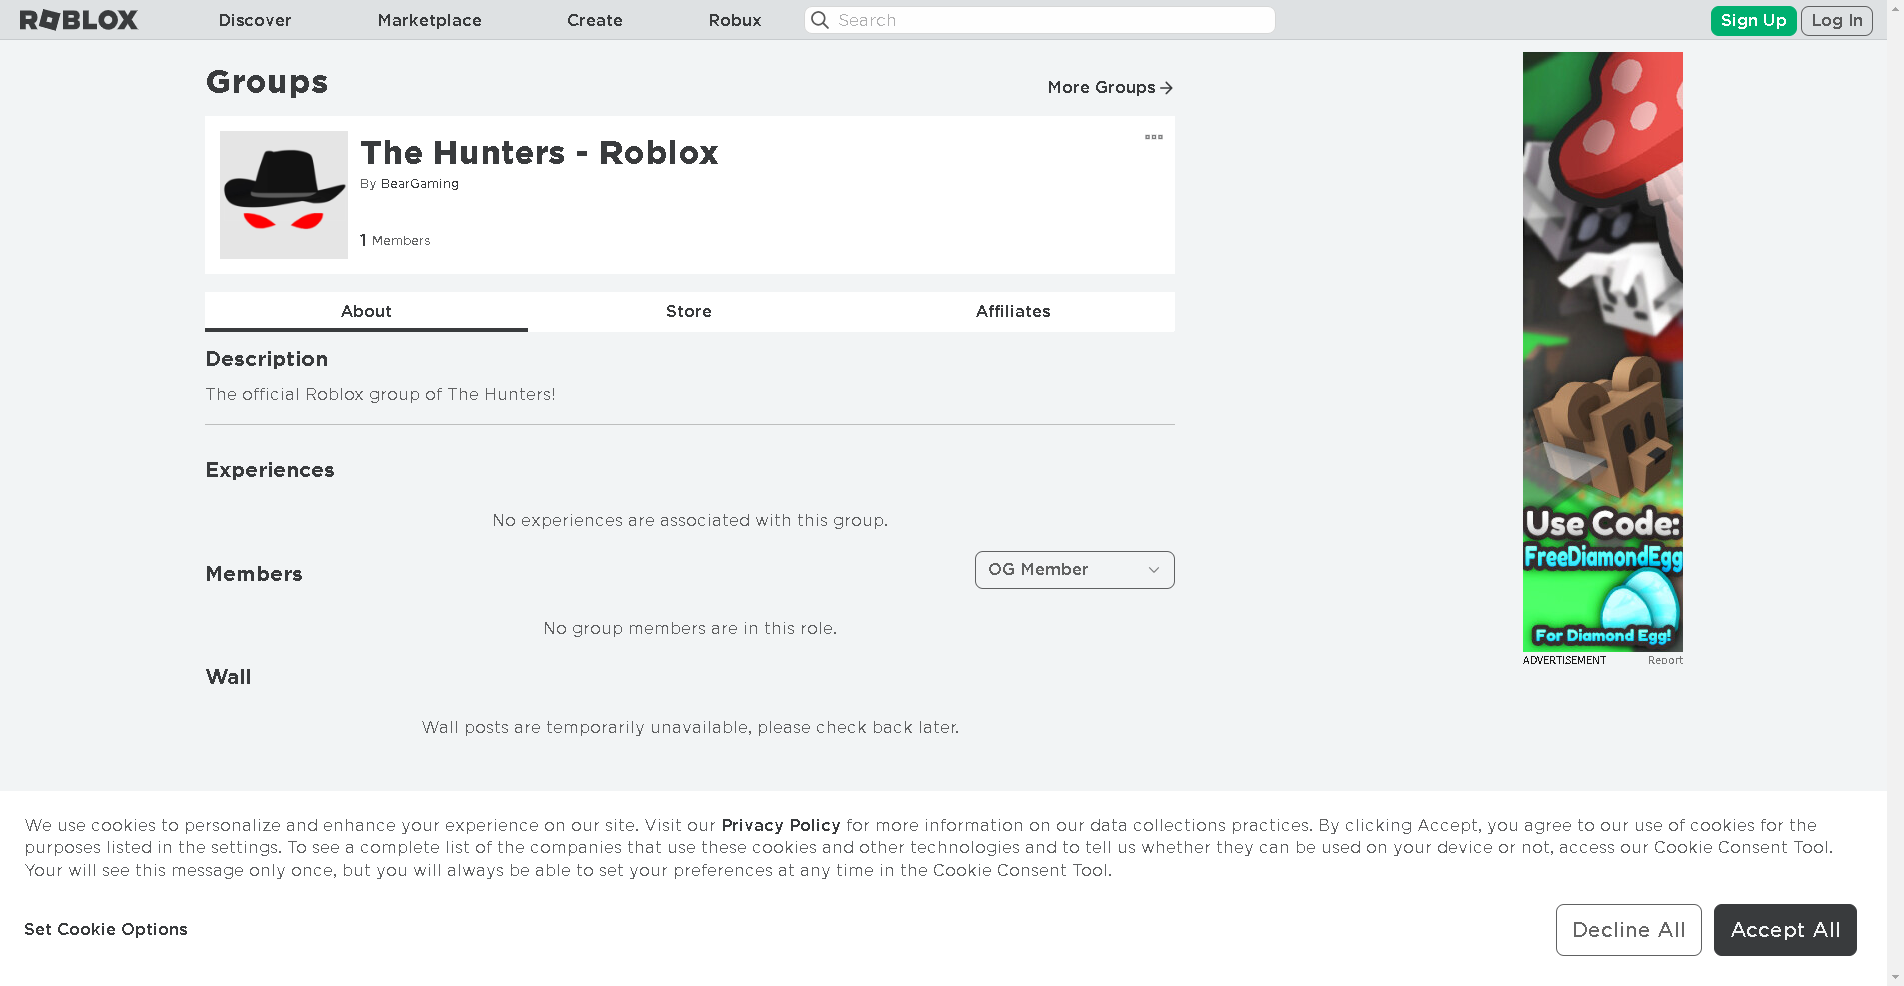 ROBLOX Discover Marketplace Create Robux Search Sign Up Log In
Groups
More Groups
The Hunters - Roblox
By BearGaming
1 Members
About Store Affiliates
Description
The official Roblox group of The Hunters!
Experiences
No experiences are associated with this group.
Members
OG Member
No group members are in this role.
Wall
Wall posts are temporarily unavailable, please check back later.
Use Code:
FreeDiamondEgg
For Diamond Egg!
ADVERTISEMENT Report
We use cookies to personalize and enhance your experience on our site. Visit our Privacy Policy for more information on our data collections practices. By clicking Accept, you agree to our use of cookies for the
purposes listed in the settings. To see a complete list of the companies that use these cookies and other technologies and to tell us whether they can be used on your device or not, access our Cookie Consent Tool.
Your will see this message only once, but you will always be able to set your preferences at any time in the Cookie Consent Tool.
Set Cookie Options
Decline All Accept All